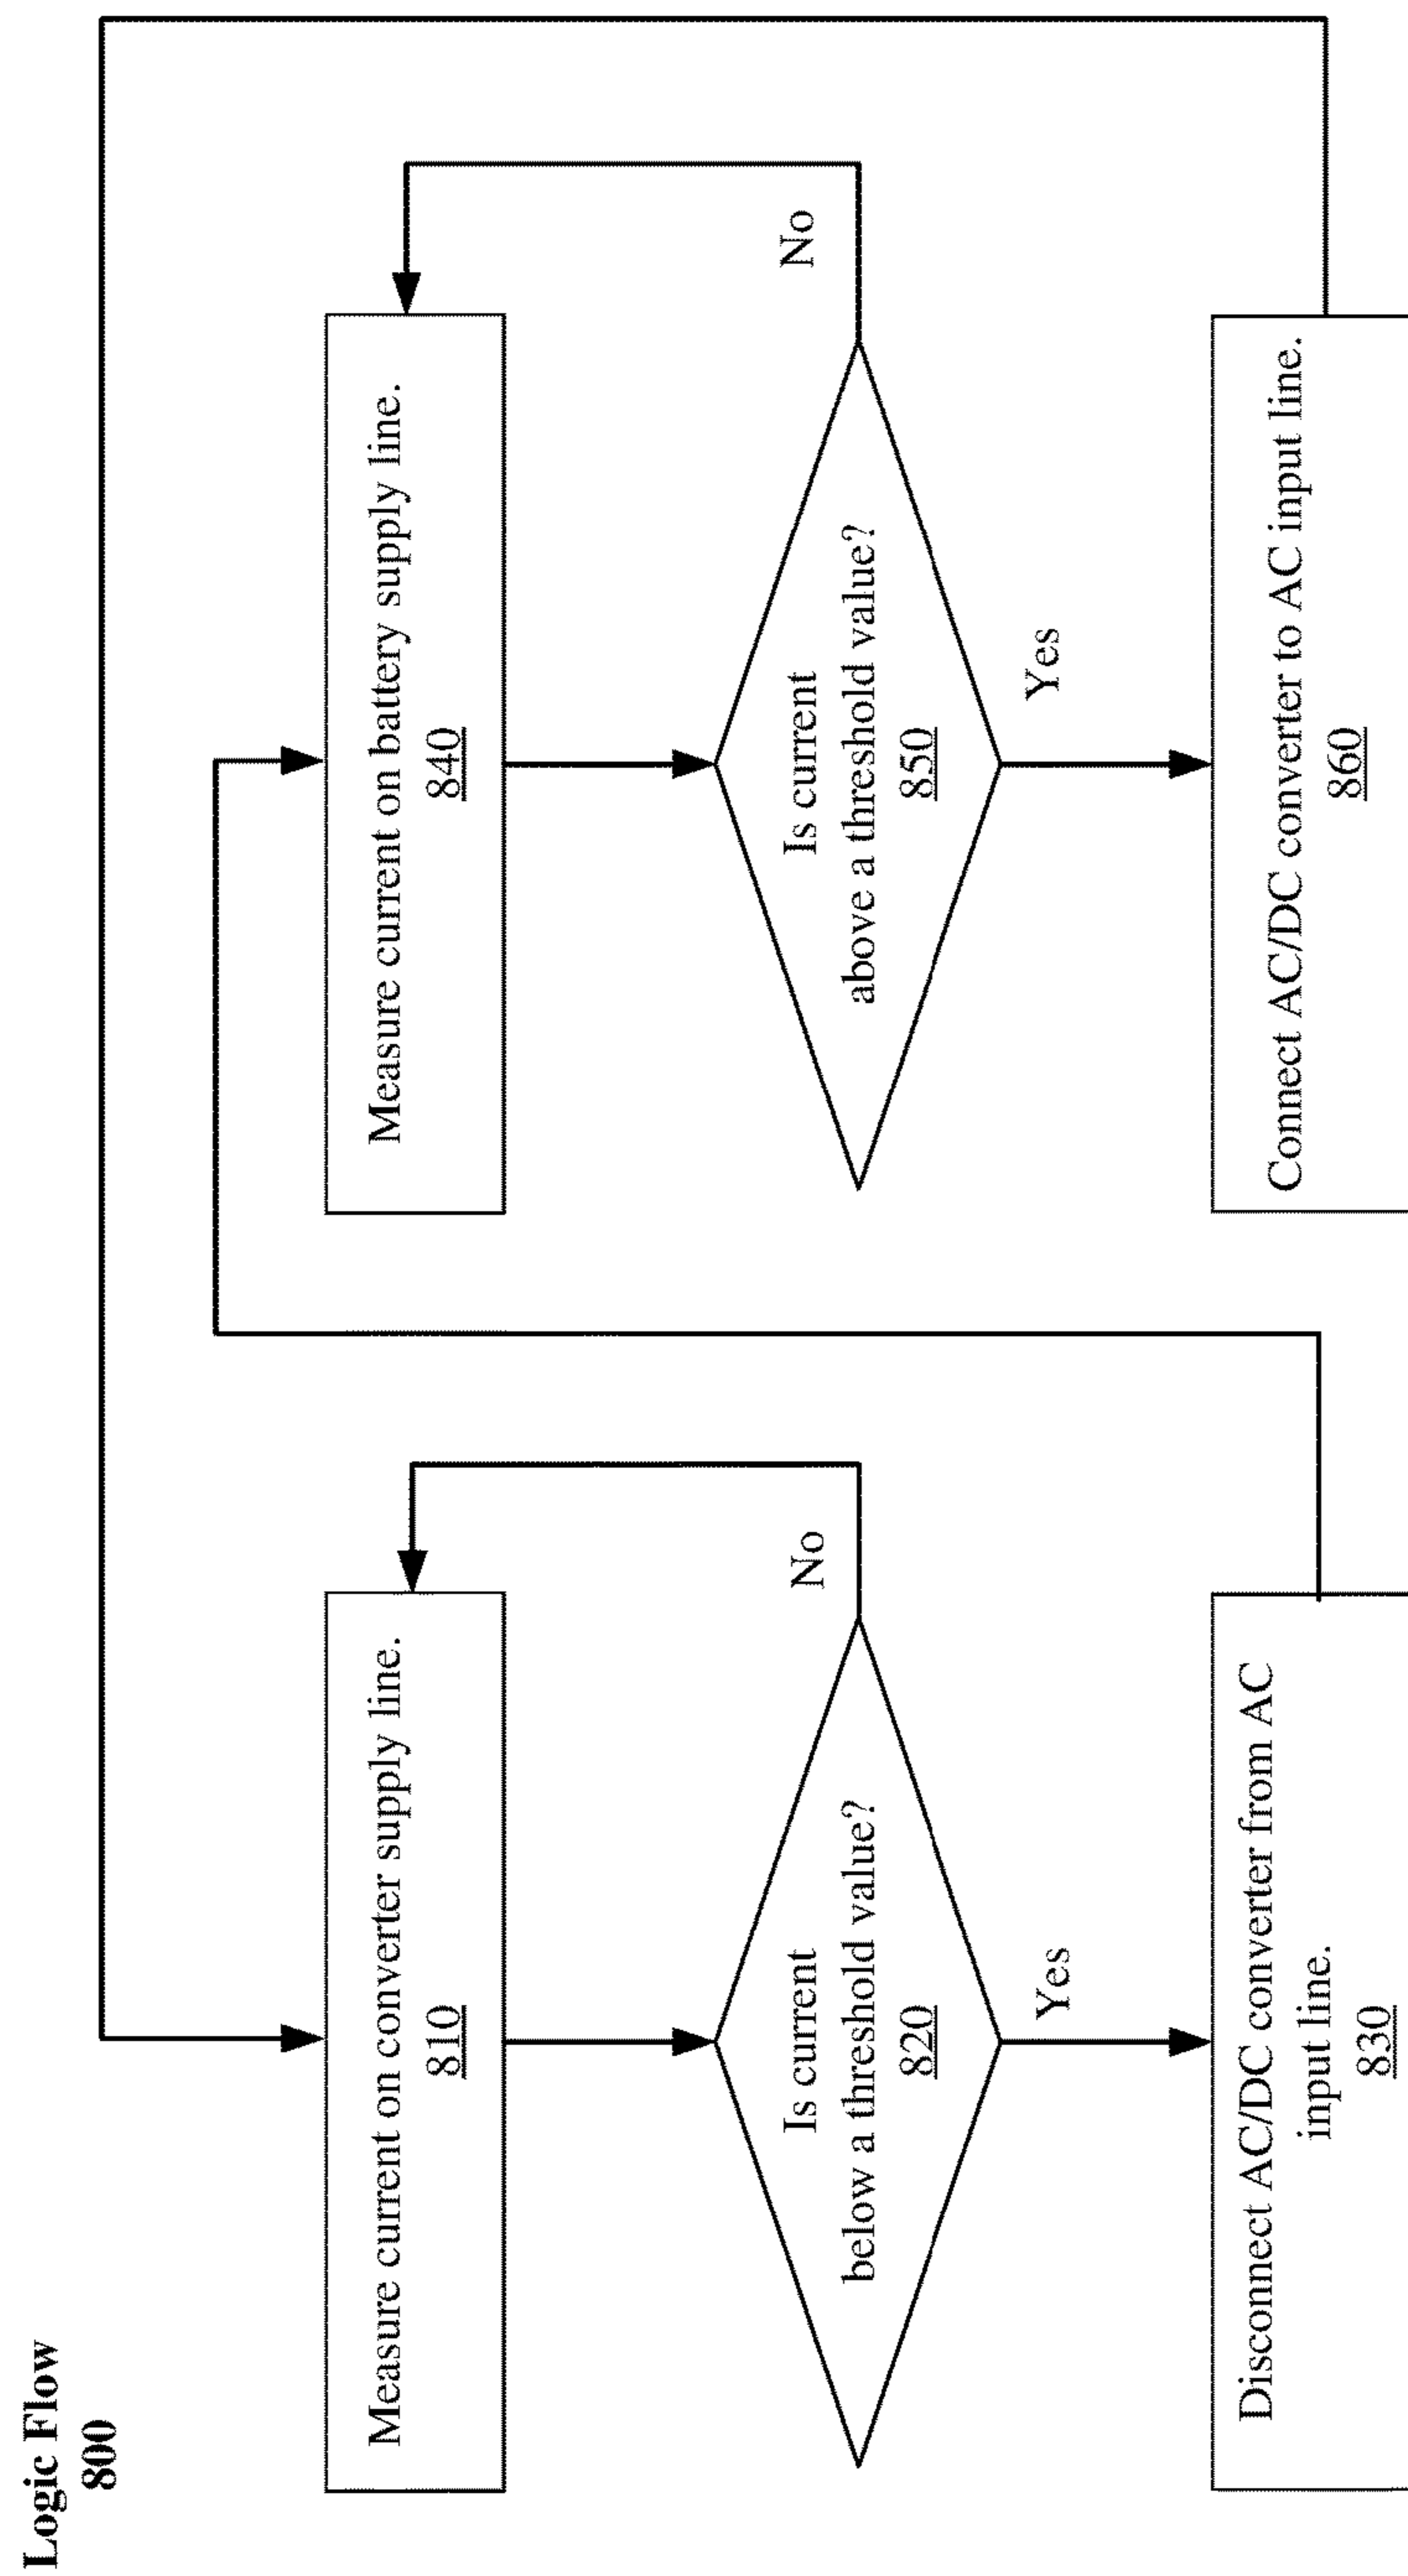 Logic Flow
800
Measure current on converter supply line.
810
Is current
below a threshold value?
820
No
Yes
Disconnect AC/DC converter from AC
input line.
830
Measure current on battery supply line.
840
Is current
above a threshold value?
850
No
Yes
Connect AC/DC converter to AC input line.
860